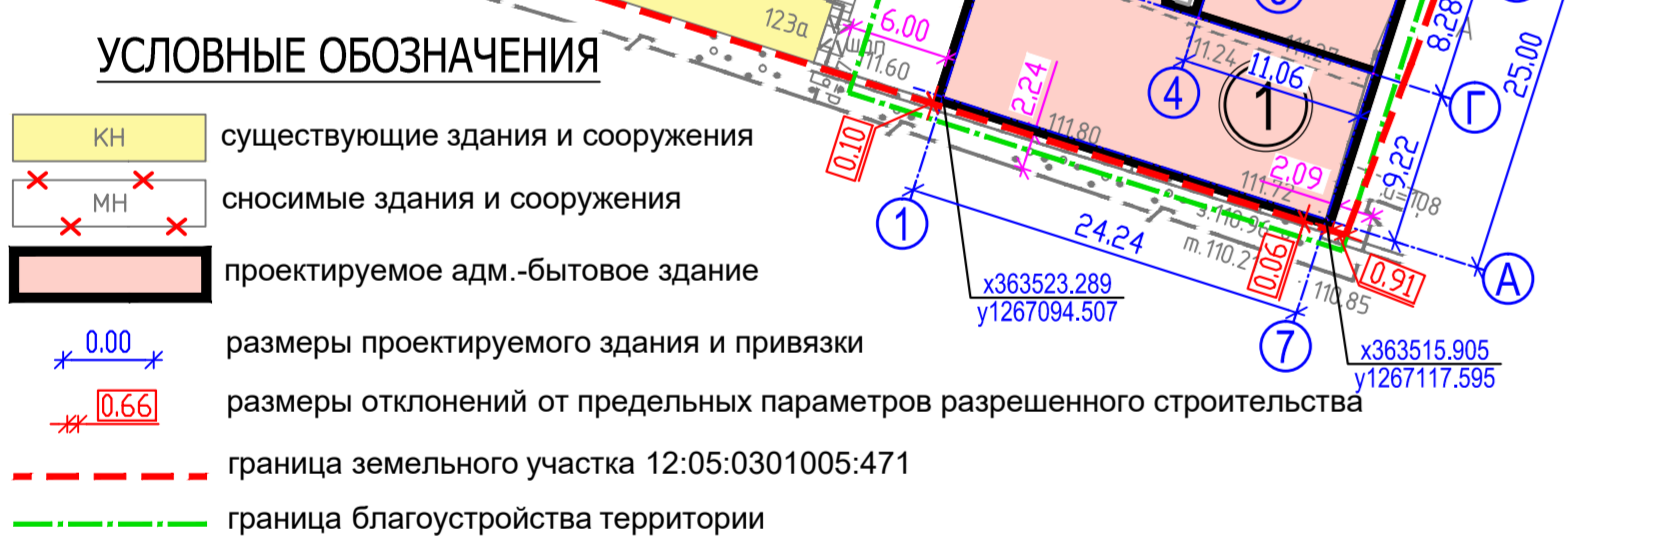 УСЛОВНЫЕ ОБОЗНАЧЕНИЯ
КН существующие здания и сооружения
МН сносимые здания и сооружения
проектируемое адм.-бытовое здание
0.00 размеры проектируемого здания и привязки
0.66 размеры отклонений от предельных параметров разрешенного строительства
граница земельного участка 12:05:0301005:471
граница благоустройства территории
123а
6.00
11.60
2.24
111.80
0.10
111.24
11.06
4
1
8.28
25.00
Г
9.22
2.09
111.72
24.24
1
0.06
0.91
110.85
А
7
x363523.289
y1267094.507
x363515.905
y1267117.595